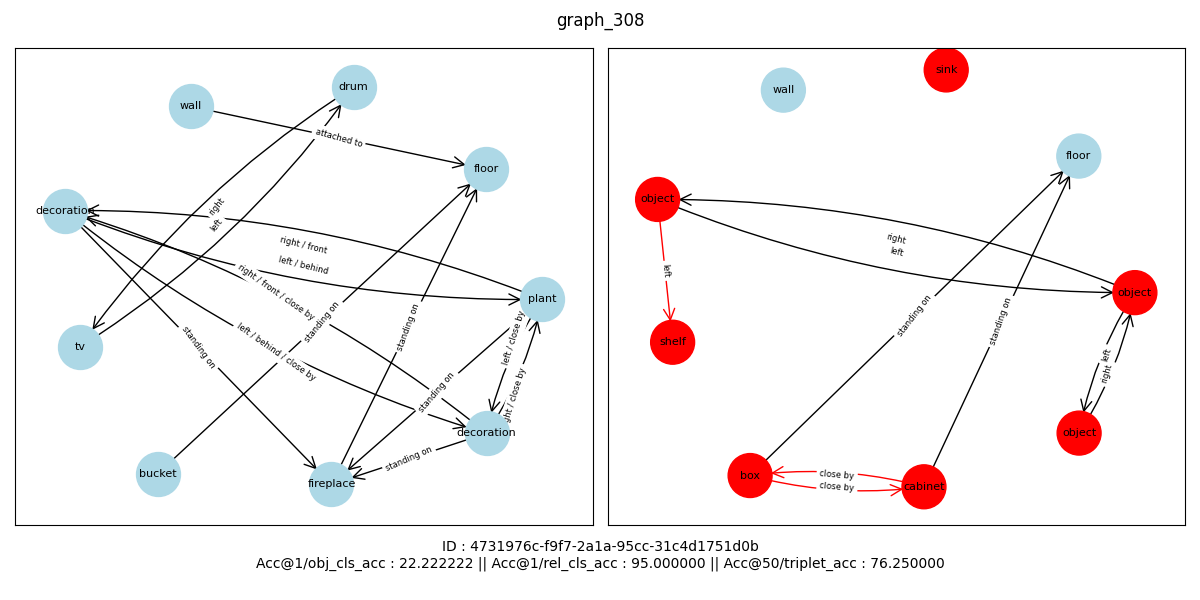 graph_308
drum
wall
attached to
floor
decoration
right
left
right / front
left / behind
right / front / close by
plant
standing on
standing on
left / close by
tv
standing on
left / behind / close by
standing on
right / close by
decoration
standing on
bucket
fireplace
sink
wall
floor
object
right
left
left
object
standing on
standing on
shelf
left
right
object
box
close by
close by
cabinet
ID : 4731976c-f9f7-2a1a-95cc-31c4d1751d0b
Acc@1/obj_cls_acc : 22.222222 || Acc@1/rel_cls_acc : 95.000000 || Acc@50/triplet_acc : 76.250000